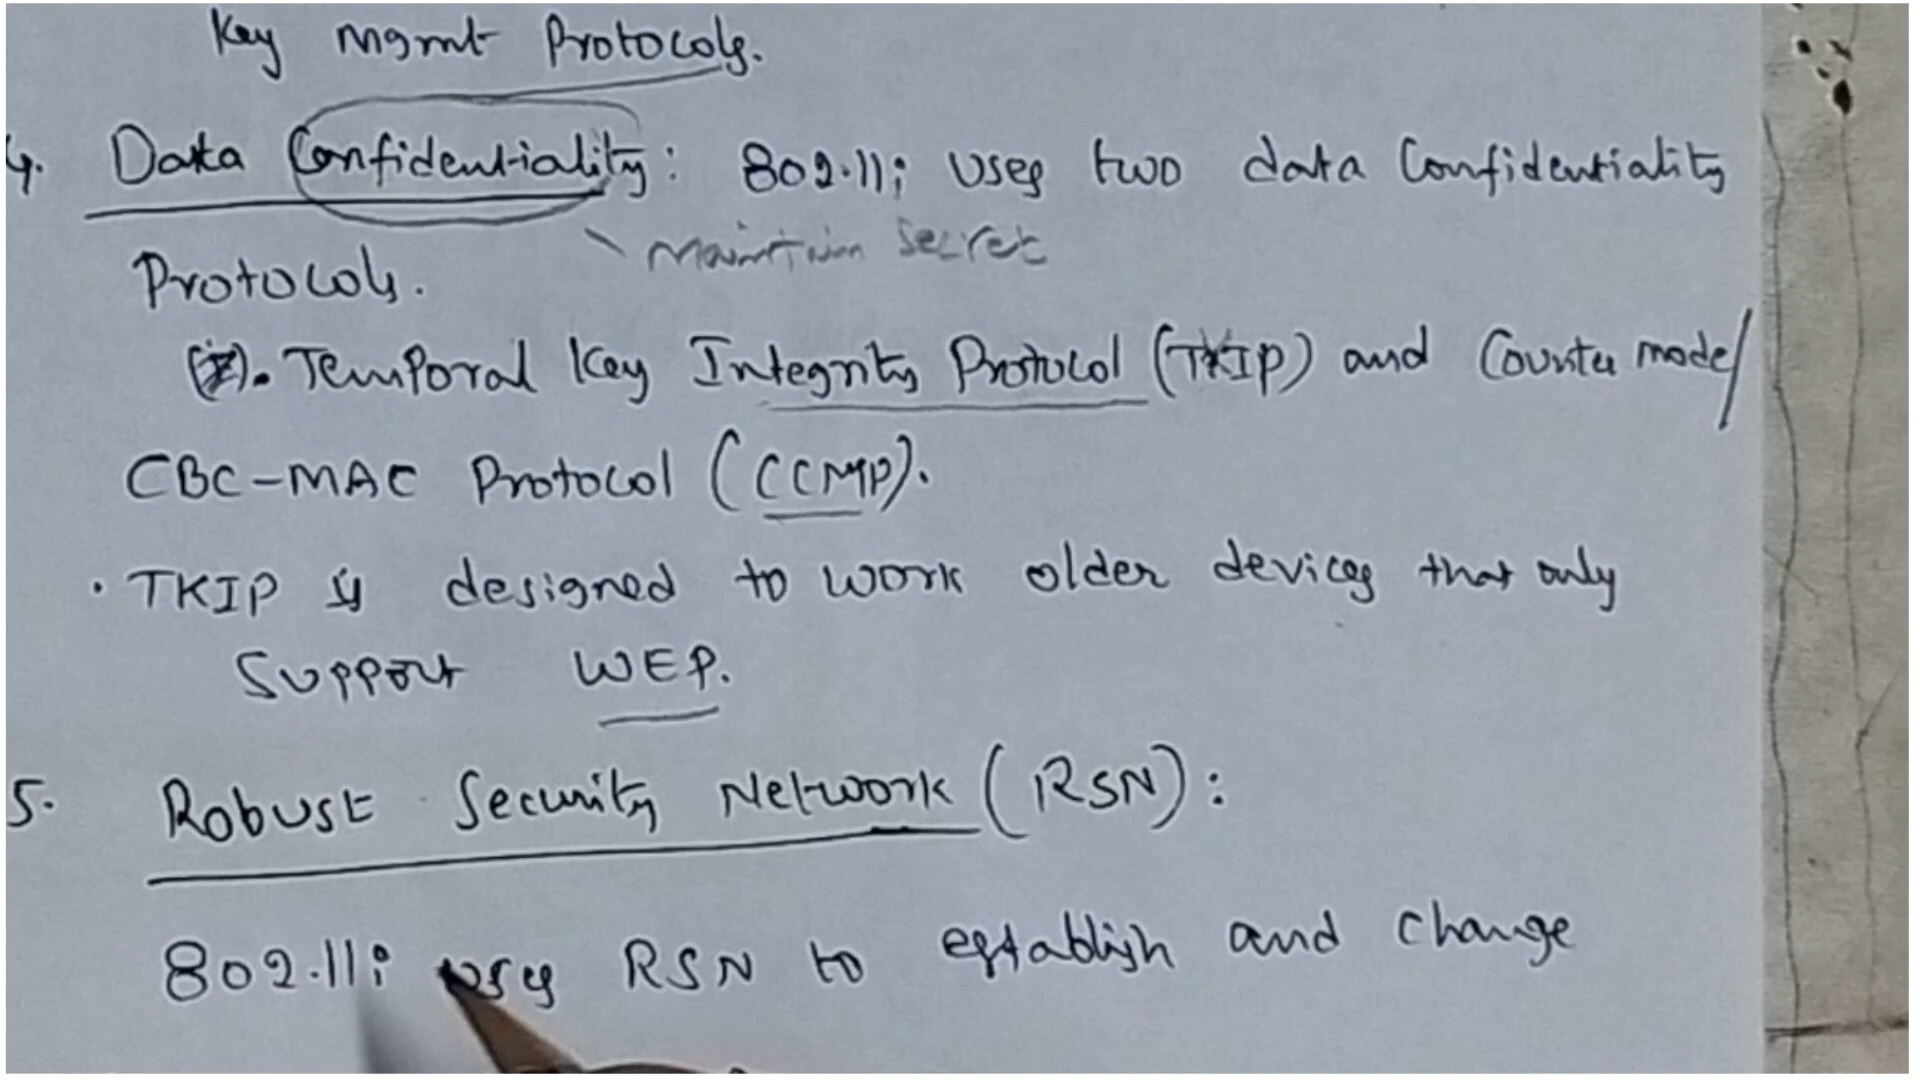 Key mgmt Protocols.
4. Data Confidentiality: 802.11i uses two data Confidentiality
Maintain secret
Protocols.
Temporal Key Integrity Protocol (TKIP) and Counter mode/
CBC-MAC Protocol (CCMP).
. TKIP is designed to work older devices that only
Support WEP.
5. Robust Security Network (RSN):
802.11i uses RSN to establish and change